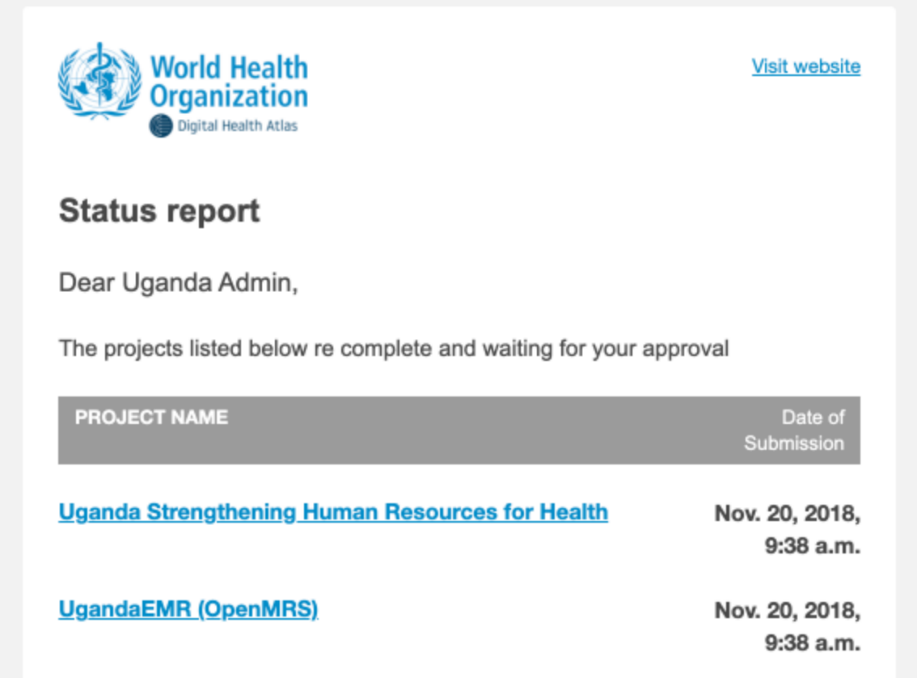 World Health
Organization
Digital Health Atlas
Visit website
Status report
Dear Uganda Admin,
The projects listed below re complete and waiting for your approval
PROJECT NAME
Date of
Submission
Uganda Strengthening Human Resources for Health
Nov. 20, 2018,
9:38 a.m.
UgandaEMR (OpenMRS)
Nov. 20, 2018,
9:38 a.m.